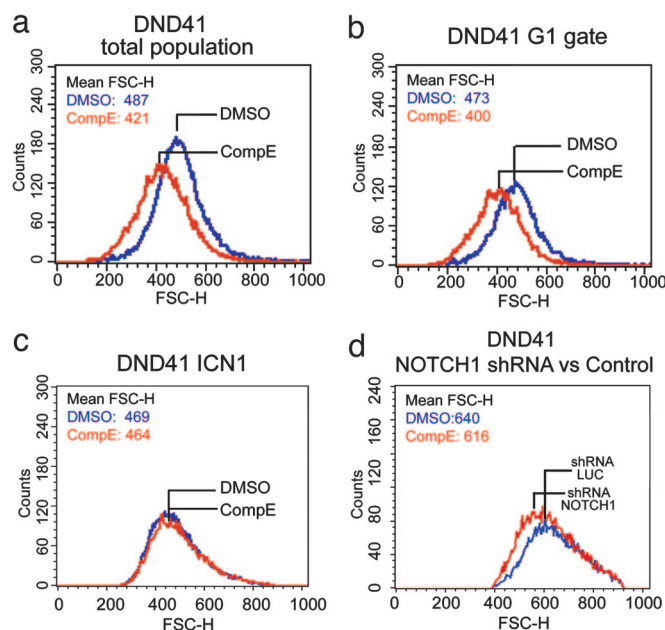 a
DND41
total population
Mean FSC-H
DMSO: 487
CompE: 421
DMSO
CompE
Counts
300
240
180
120
60
0
0 200 400 600 800 1000
FSC-H
b
DND41 G1 gate
Mean FSC-H
DMSO: 473
CompE: 400
DMSO
CompE
Counts
300
240
180
120
60
0
0 200 400 600 800 1000
FSC-H
c
DND41 ICN1
Mean FSC-H
DMSO: 469
CompE: 464
DMSO
CompE
Counts
300
240
180
120
60
0
0 200 400 600 800 1000
FSC-H
d
DND41
NOTCH1 shRNA vs Control
Mean FSC-H
DMSO:640
CompE: 616
shRNA
LUC
shRNA
NOTCH1
Counts
240
200
160
120
80
40
0
0 200 400 600 800 1000
FSC-H